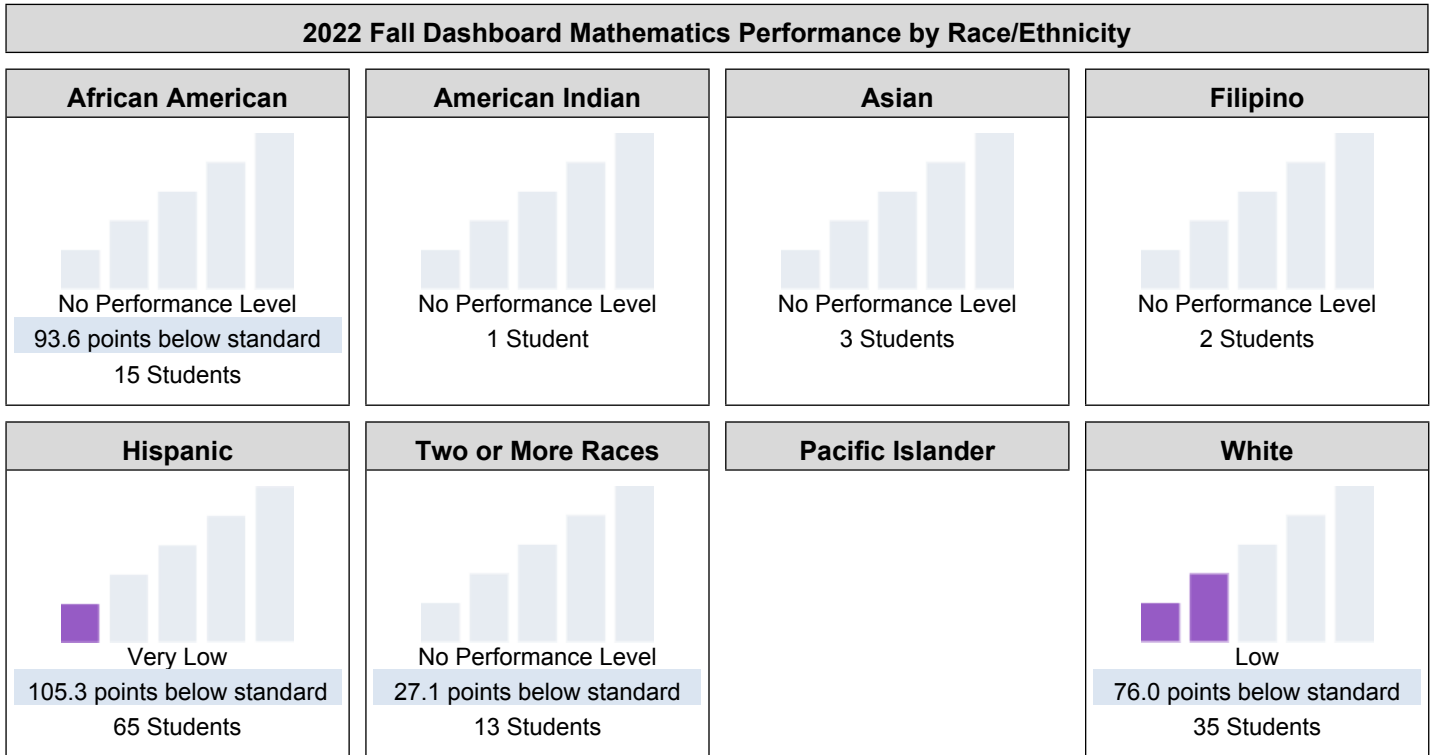 2022 Fall Dashboard Mathematics Performance by Race/Ethnicity
African American
No Performance Level
93.6 points below standard
15 Students
American Indian
No Performance Level
1 Student
Asian
No Performance Level
3 Students
Filipino
No Performance Level
2 Students
Hispanic
Very Low
105.3 points below standard
65 Students
Two or More Races
No Performance Level
27.1 points below standard
13 Students
Pacific Islander
White
Low
76.0 points below standard
35 Students